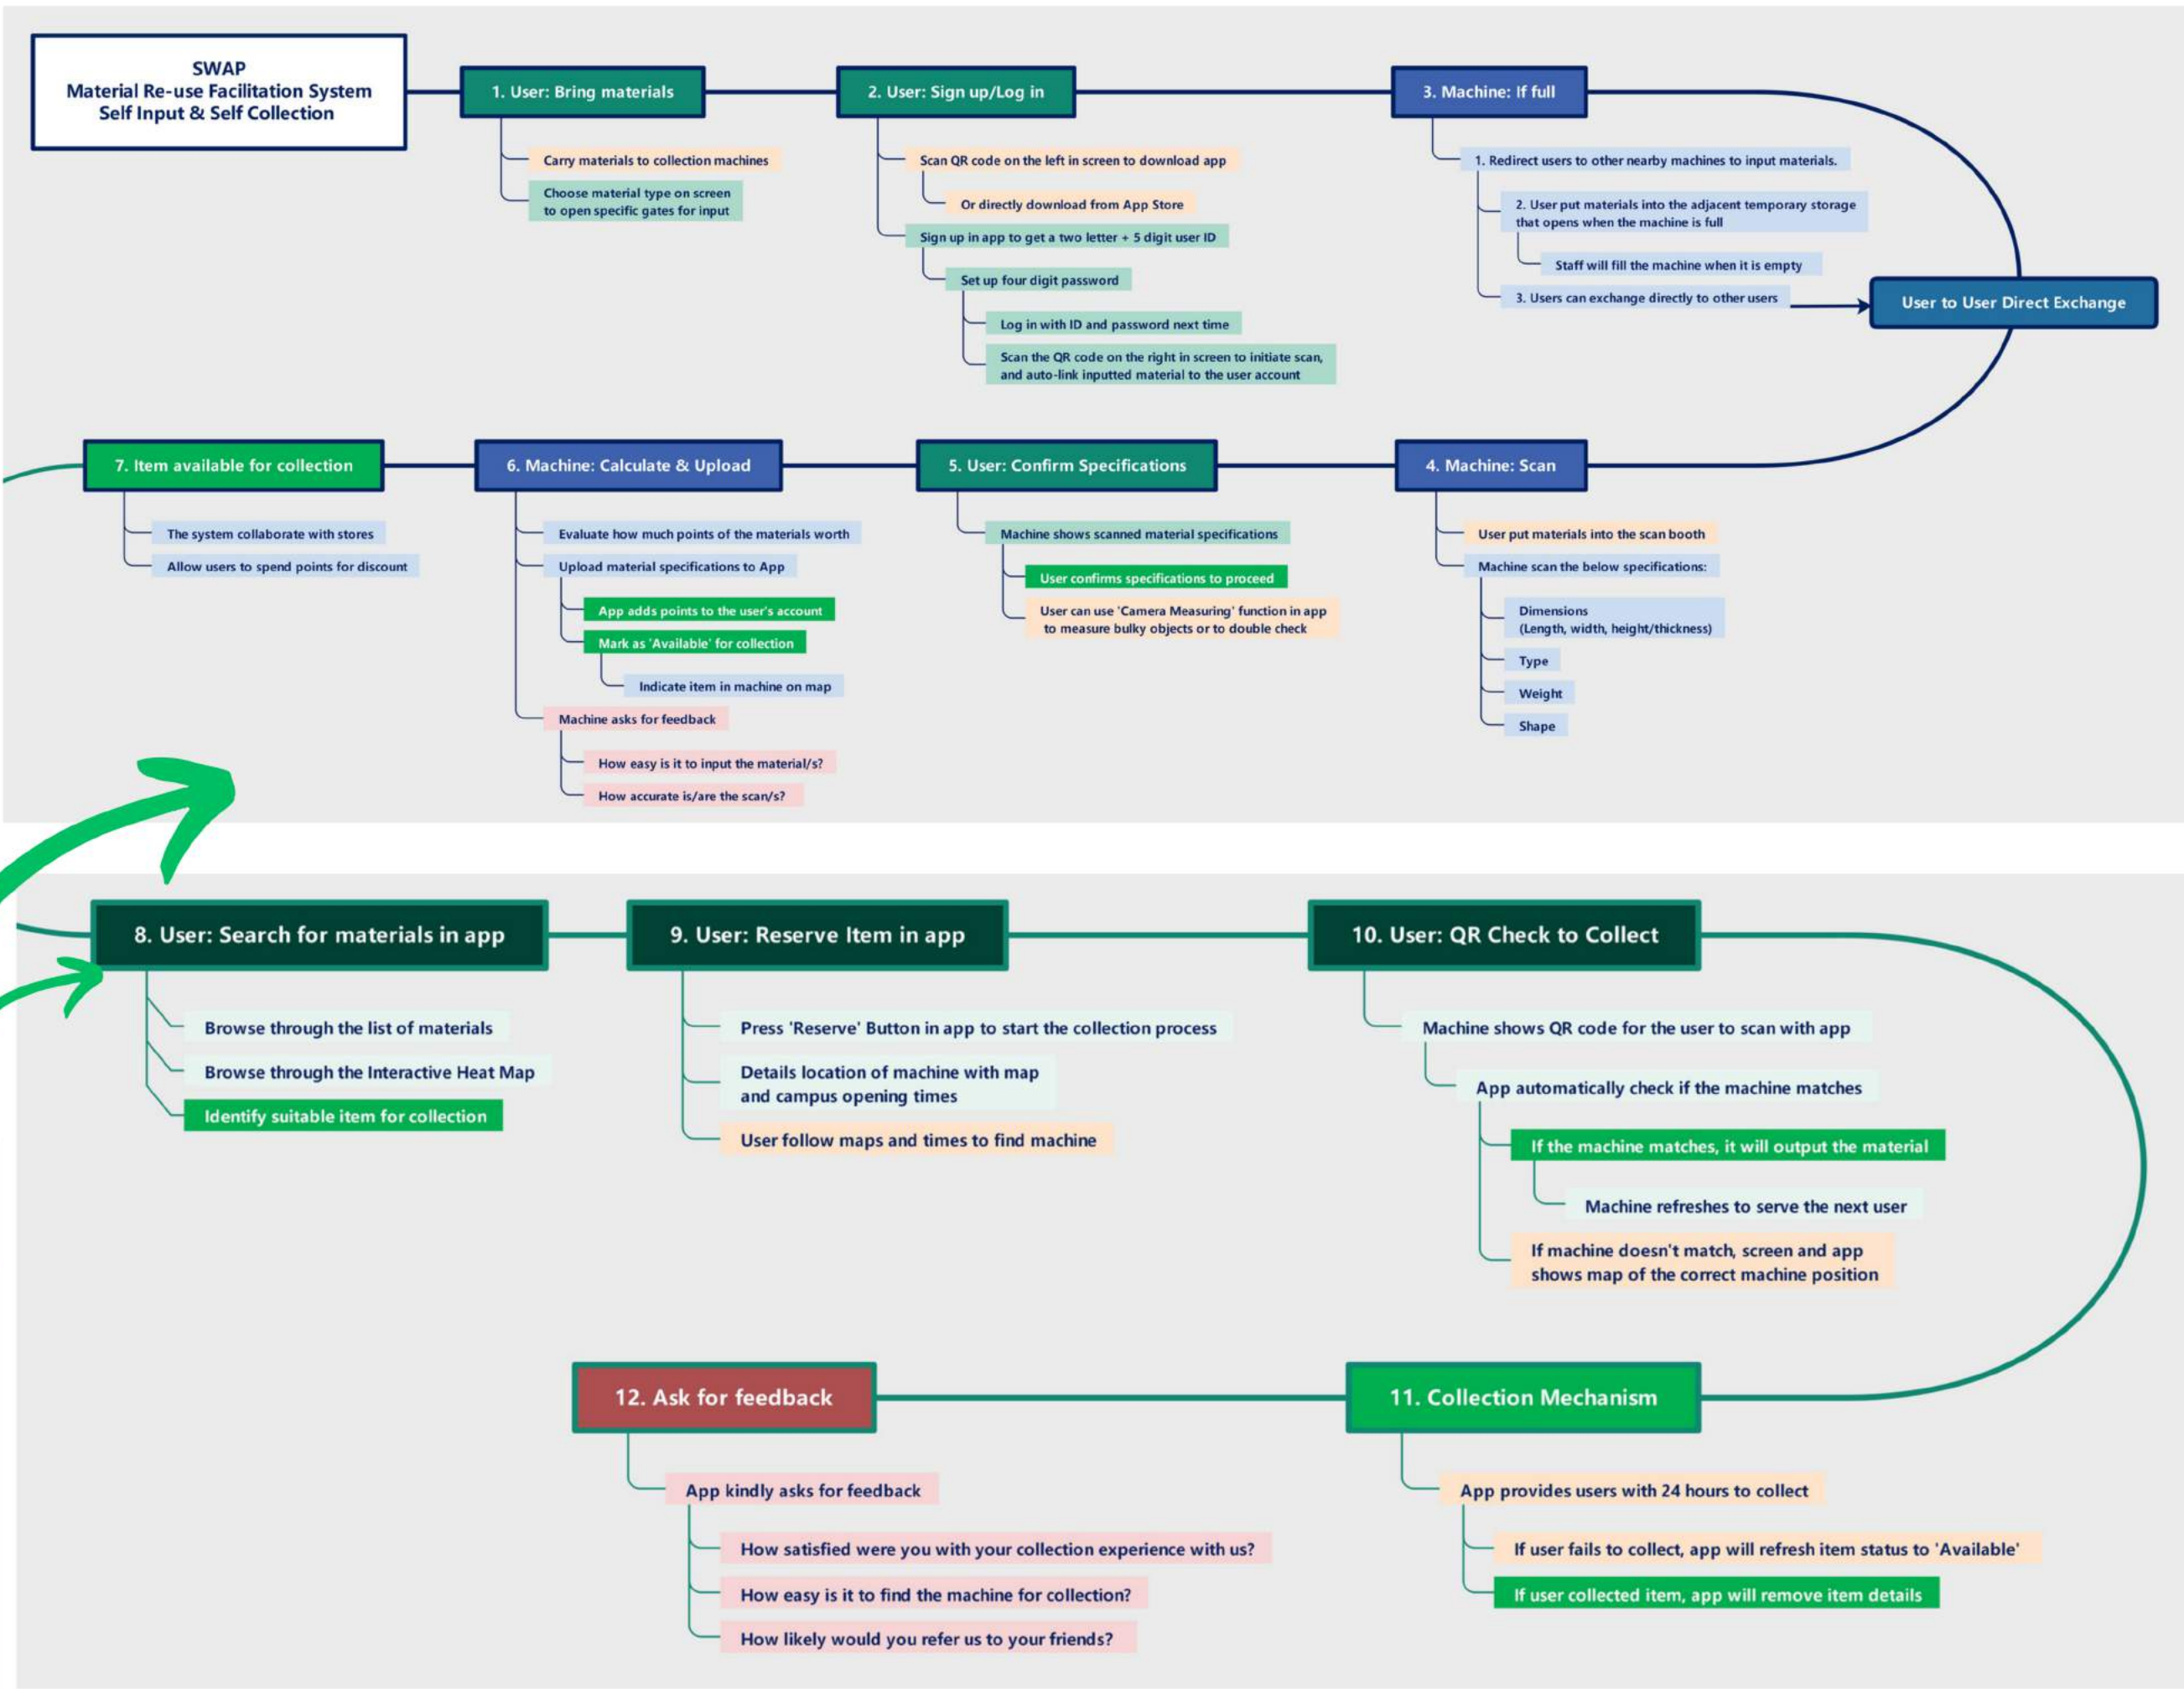 SWAP
Material Re-use Facilitation System
Self Input & Self Collection
1. User: Bring materials
Carry materials to collection machines
Choose material type on screen
to open specific gates for input
2. User: Sign up/Log in
Scan QR code on the left in screen to download app
Or directly download from App Store
Sign up in app to get a two letter + 5 digit user ID
Set up four digit password
Log in with ID and password next time
Scan the QR code on the right in screen to initiate scan,
and auto-link inputted material to the user account
3. Machine: If full
1. Redirect users to other nearby machines to input materials.
2. User put materials into the adjacent temporary storage
that opens when the machine is full
Staff will fill the machine when it is empty
3. Users can exchange directly to other users
User to User Direct Exchange
4. Machine: Scan
User put materials into the scan booth
Machine scan the below specifications:
Dimensions
(Length, width, height/thickness)
Type
Weight
Shape
5. User: Confirm Specifications
Machine shows scanned material specifications
User confirms specifications to proceed
User can use 'Camera Measuring' function in app
to measure bulky objects or to double check
6. Machine: Calculate & Upload
Evaluate how much points of the materials worth
Upload material specifications to App
App adds points to the user's account
Mark as 'Available' for collection
Indicate item in machine on map
Machine asks for feedback
How easy is it to input the material/s?
How accurate is/are the scan/s?
7. Item available for collection
The system collaborate with stores
Allow users to spend points for discount
8. User: Search for materials in app
Browse through the list of materials
Browse through the Interactive Heat Map
Identify suitable item for collection
9. User: Reserve Item in app
Press 'Reserve' Button in app to start the collection process
Details location of machine with map
and campus opening times
User follow maps and times to find machine
10. User: QR Check to Collect
Machine shows QR code for the user to scan with app
App automatically check if the machine matches
If the machine matches, it will output the material
Machine refreshes to serve the next user
If machine doesn't match, screen and app
shows map of the correct machine position
11. Collection Mechanism
App provides users with 24 hours to collect
If user fails to collect, app will refresh item status to 'Available'
If user collected item, app will remove item details
12. Ask for feedback
App kindly asks for feedback
How satisfied were you with your collection experience with us?
How easy is it to find the machine for collection?
How likely would you refer us to your friends?